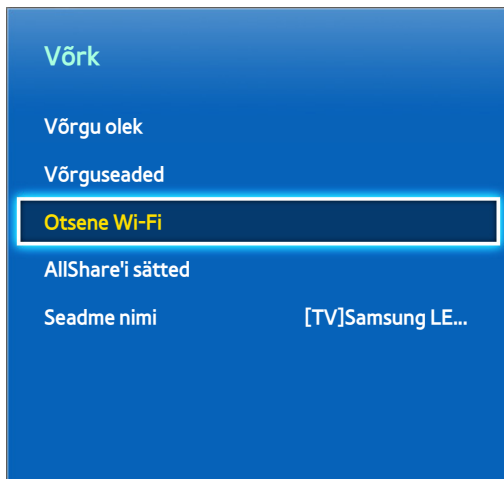 Võrk
Võrgu olek
Võrguseaded
Otsene Wi-Fi
AllShare'i sätted
Seadme nimi [TV]Samsung LE...